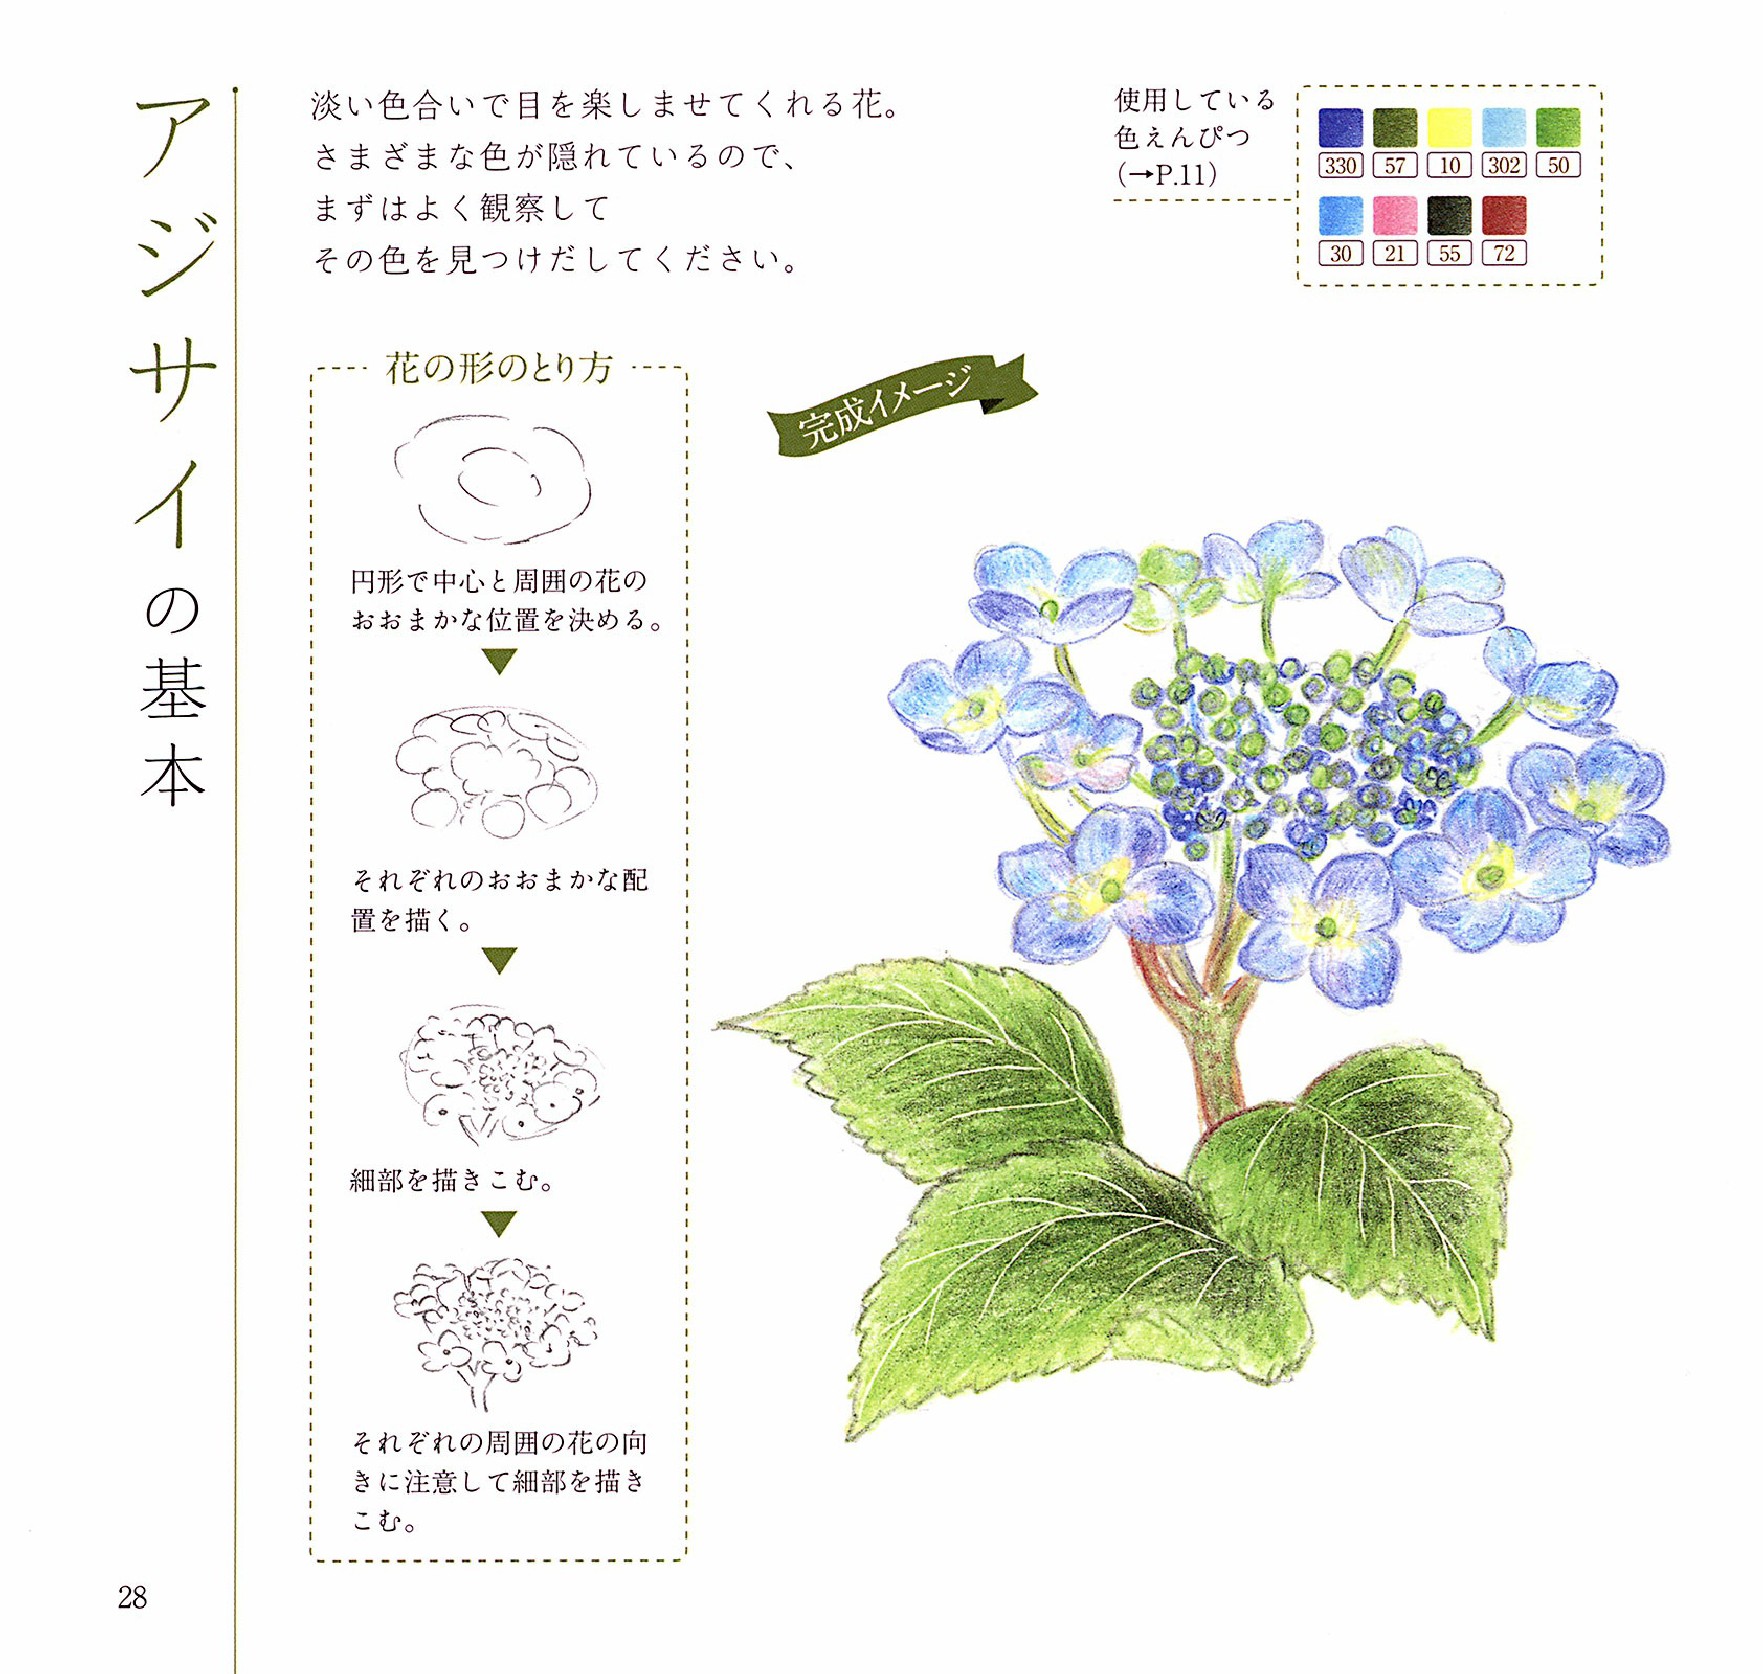 アジサイの基本
淡い色合いで目を楽しませてくれる花。
さまざまな色が隠れているので、
まずはよく観察して
その色を見つけだしてください。
使用している
色えんぴつ
(→P.11)
330 57 10 302 50
30 21 55 72
花の形のとり方
円形で中心と周囲の花の
おおまかな位置を決める。
それぞれのおおまかな配
置を描く。
細部を描きこむ。
それぞれの周囲の花の向
きに注意して細部を描き
こむ。
完成イメージ
28